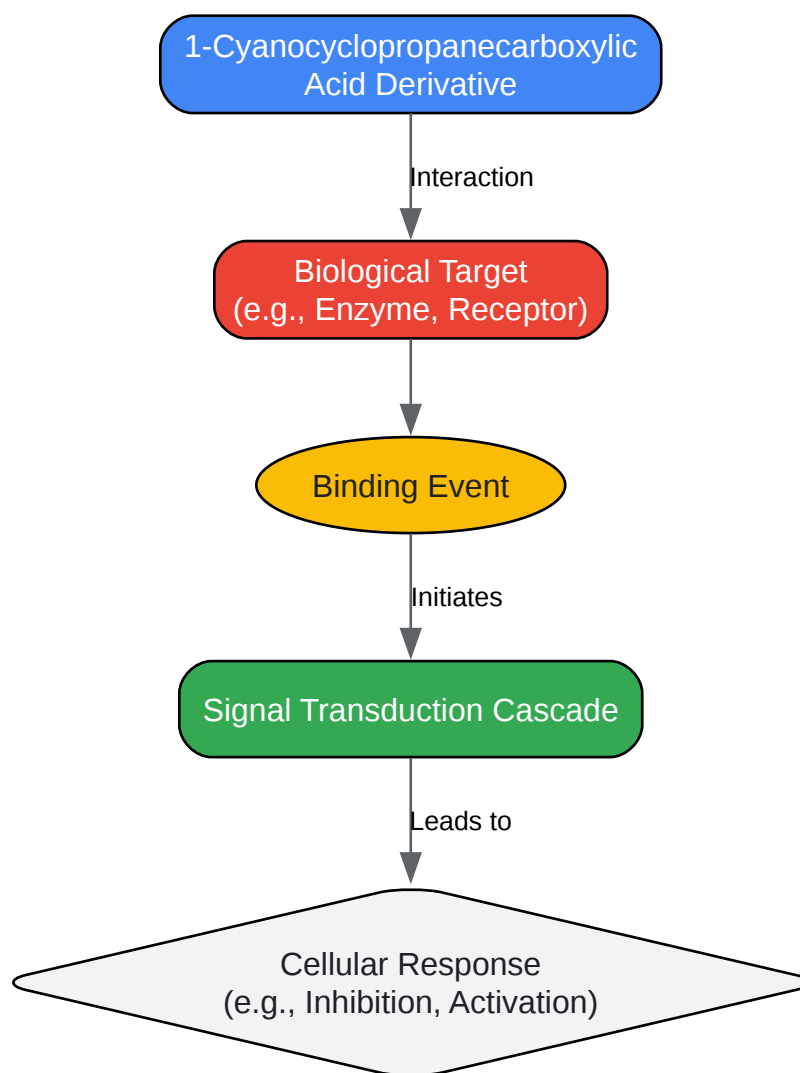 1-Cyanocyclopropanecarboxylic
Acid Derivative
Interaction
Biological Target
(e.g., Enzyme, Receptor)
Binding Event
Initiates
Signal Transduction Cascade
Leads to
Cellular Response
(e.g., Inhibition, Activation)